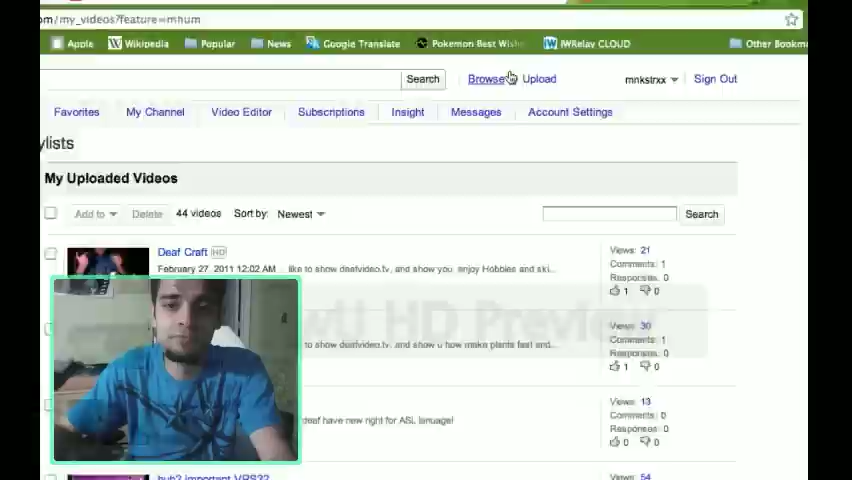 om/my_videos?feature=mhum
Apple Wikipedia Popular News Google Translate Pokemon Best Wishe IWRelay CLOUD Other Bookma
Search Browse Upload mnkstrxx Sign Out
Favorites My Channel Video Editor Subscriptions Insight Messages Account Settings
ylists
My Uploaded Videos
Add to Delete 44 videos Sort by: Newest Search
Deaf Craft HD
February 27, 2011 12:02 AM ... like to show deafvideo.tv, and show you enjoy Hobbies and ski...
Views: 21
Comments: 1
Responses: 0
1 0
HD Preview
Views: 30
Comments: 1
like to show deafvideo.tv, and show u how make plants fast and...
Responses: 0
1 0
Views: 13
Comments: 0
deaf have new right for ASL lanuage!
Responses: 0
0 0
hub2 important VRS??
Views: 54